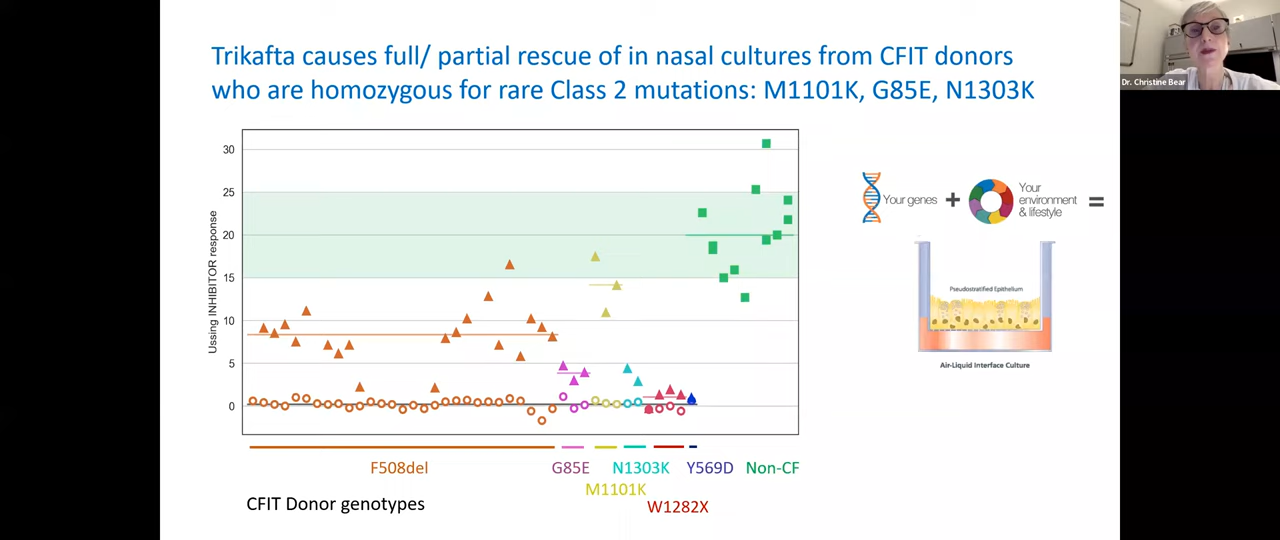 Trikafta causes full/ partial rescue of in nasal cultures from CFIT donors
who are homozygous for rare Class 2 mutations: M1101K, G85E, N1303K
Dr. Christine Bear
Ussing INHIBITOR response
30
25
20
15
10
5
0
F508del
G85E
N1303K
Y569D
Non-CF
M1101K
W1282X
CFIT Donor genotypes
Your genes
+
Your
environment
& lifestyle
=
Pseudostratified Epithelium
Air-Liquid Interface Culture